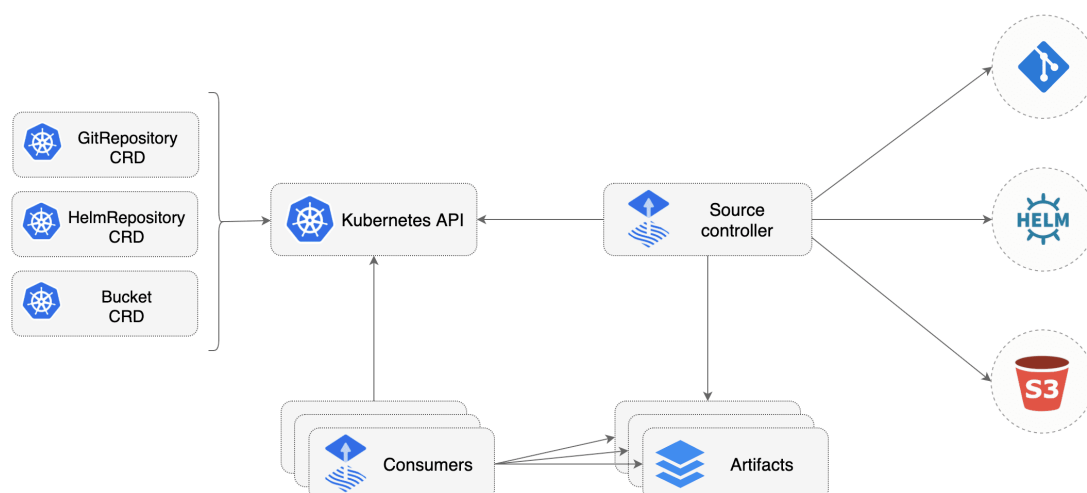 GitRepository
CRD
HelmRepository
CRD
Bucket
CRD
Kubernetes API
Source
controller
HELM
S3
Consumers
Artifacts